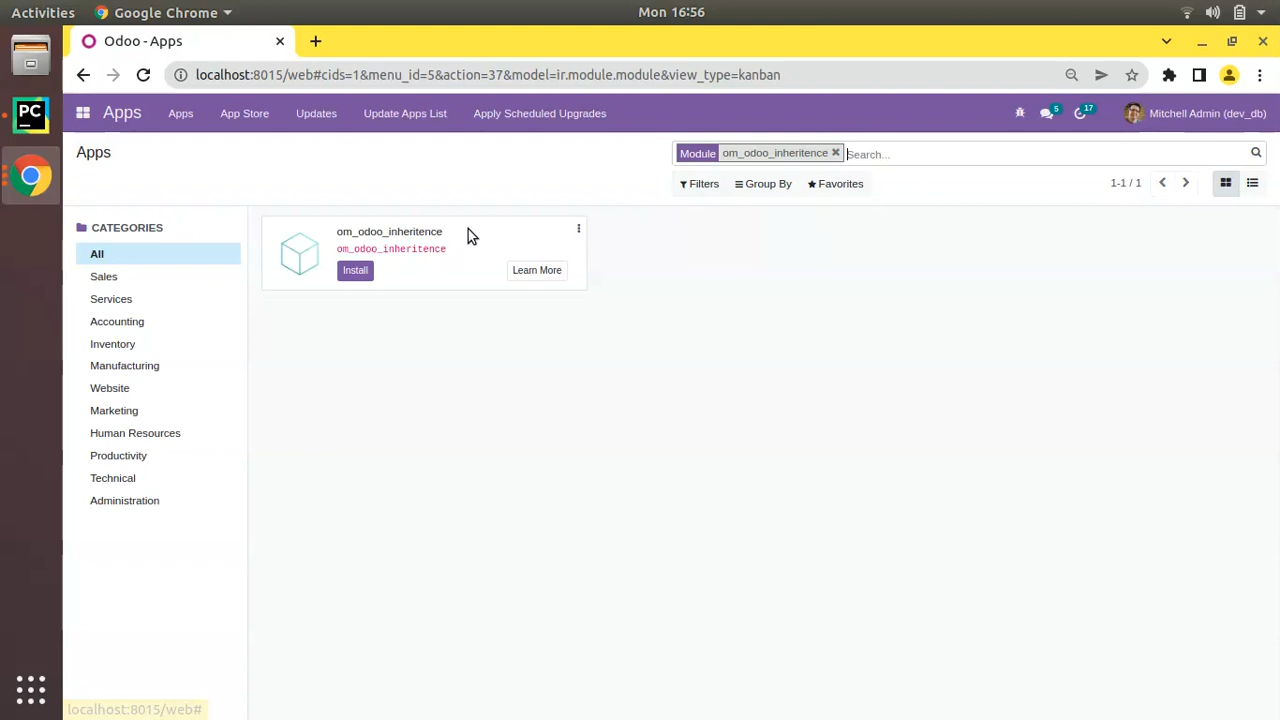 Activities
Google Chrome
Mon 16:56
Odoo - Apps
localhost:8015/web#cids=1&menu_id=5&action=37&model=ir.module.module&view_type=kanban
Apps
Apps
App Store
Updates
Update Apps List
Apply Scheduled Upgrades
5
17
Mitchell Admin (dev_db)
Apps
Module
om_odoo_inheritence
Search...
Filters
Group By
Favorites
1-1 / 1
PC
CATEGORIES
All
Sales
Services
Accounting
Inventory
Manufacturing
Website
Marketing
Human Resources
Productivity
Technical
Administration
om_odoo_inheritence
om_odoo_inheritence
Install
Learn More
localhost:8015/web#